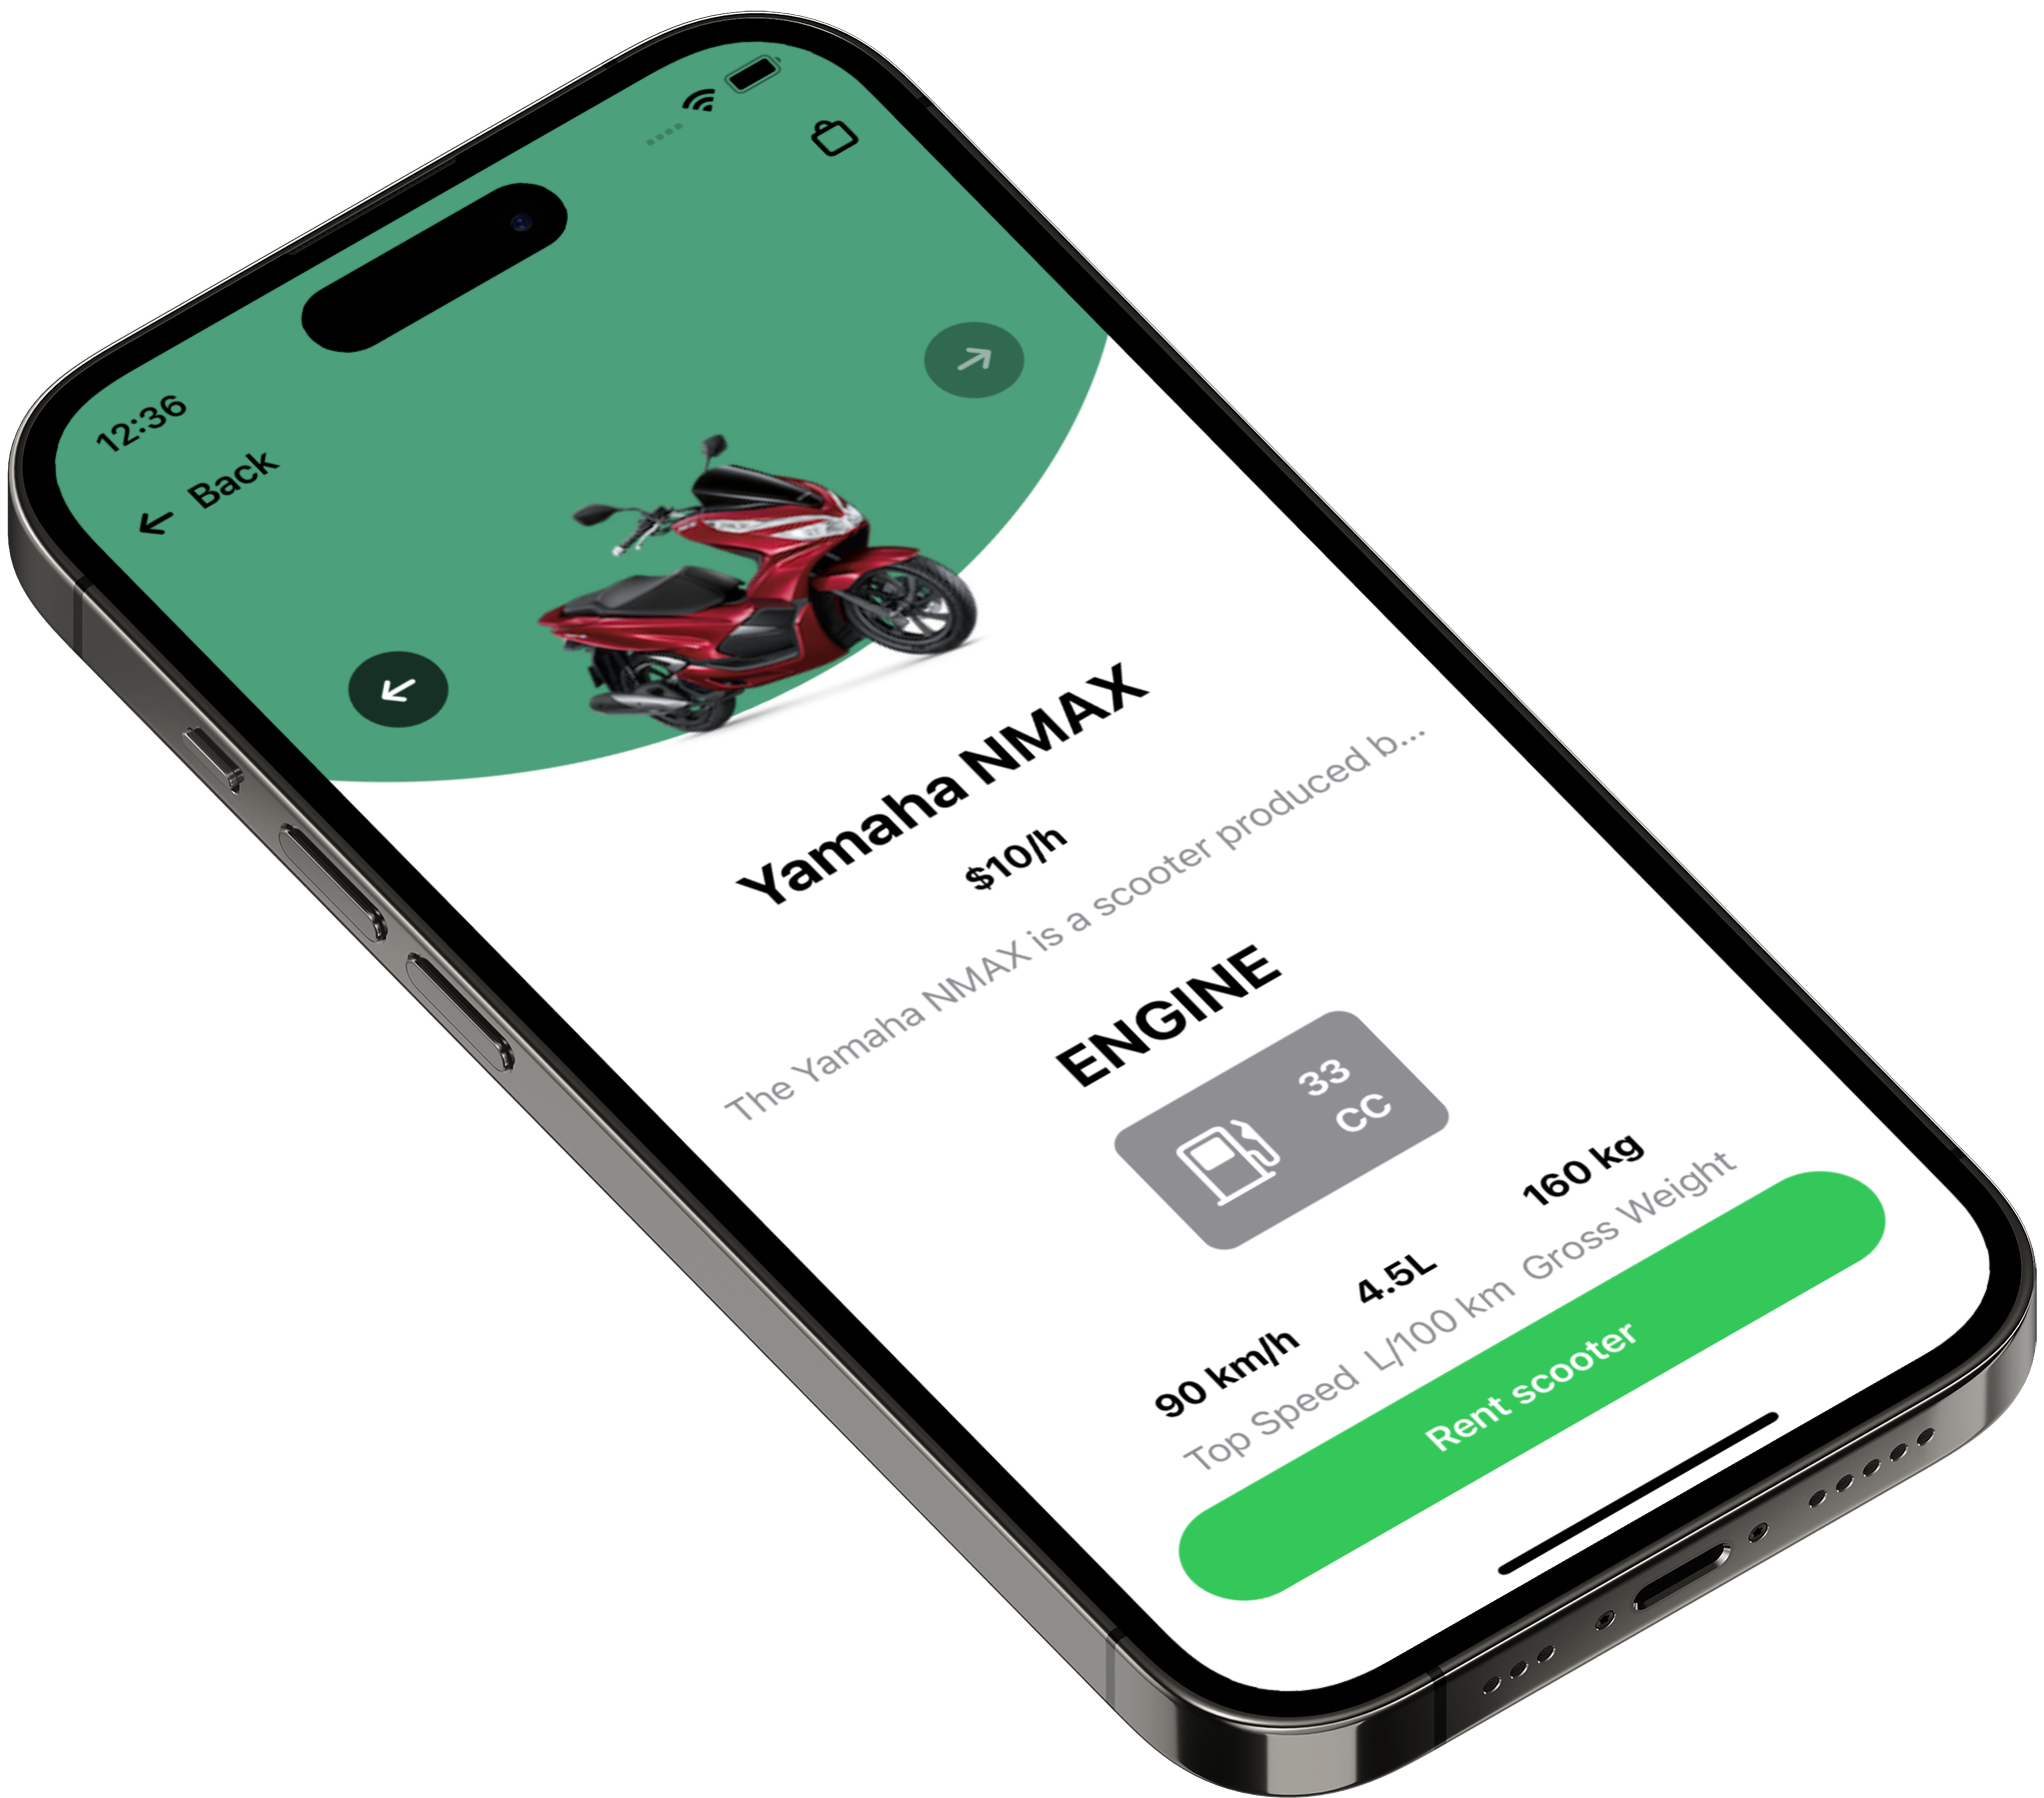 12:36
Back
Yamaha NMAX
$10/h
The Yamaha NMAX is a scooter produced b...
ENGINE
33
CC
90 km/h 4.5L 160 kg
Top Speed L/100 km Gross Weight
Rent scooter